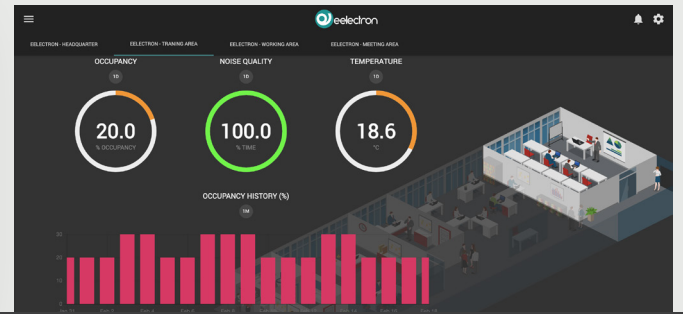 eelectron
EELECTRON - HEADQUARTER EELECTRON - TRANING AREA EELECTRON - WORKING AREA EELECTRON - MEETING AREA
OCCUPANCY NOISE QUALITY TEMPERATURE
1D 1D 1D
20.0 100.0 18.6
% OCCUPANCY % TIME °C
OCCUPANCY HISTORY (%)
1M
30
20
10
0